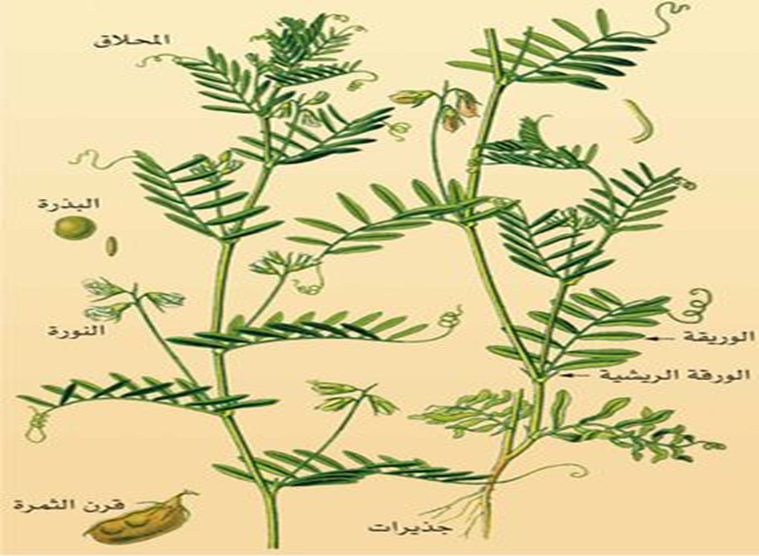 المحلاق
البذرة
النورة
الوريقة
الورقة الريشية
قرن الثمرة
جذيرات